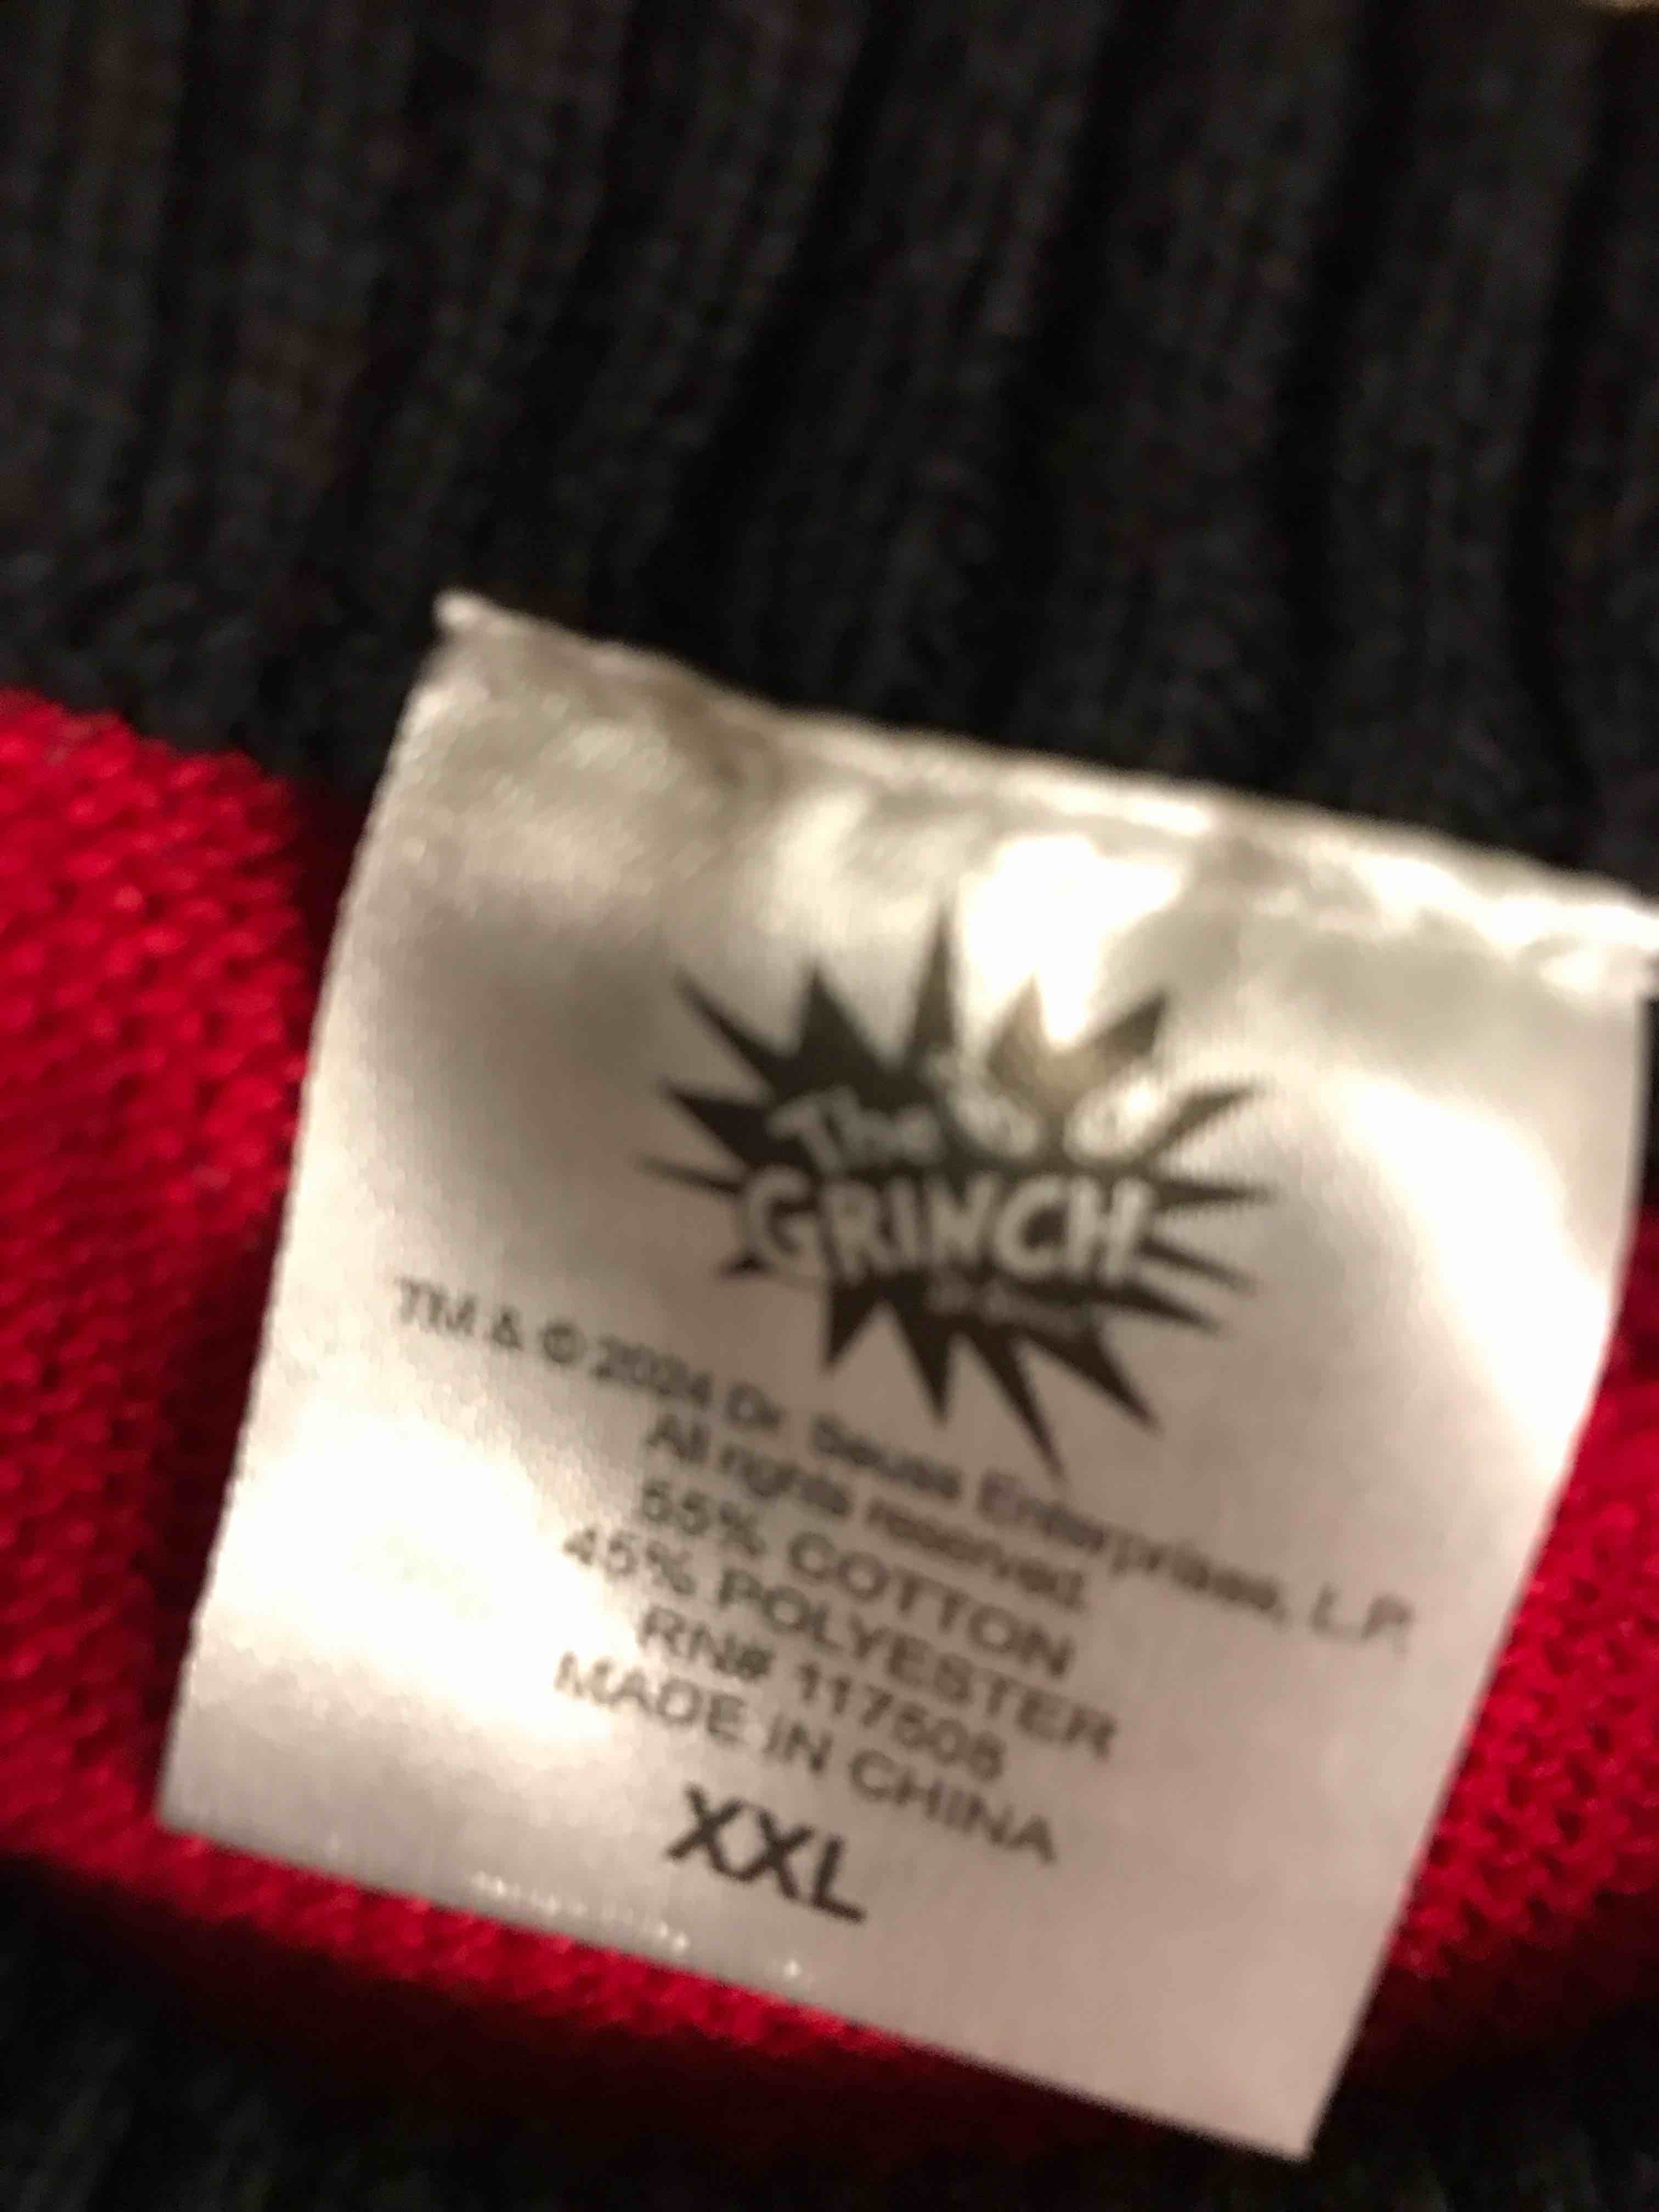 The
GRINCH
TM & © 2024 Dr. Seuss Enterprises, L.P.
All rights reserved.
55% COTTON
45% POLYESTER
RN# 117508
MADE IN CHINA
XXL